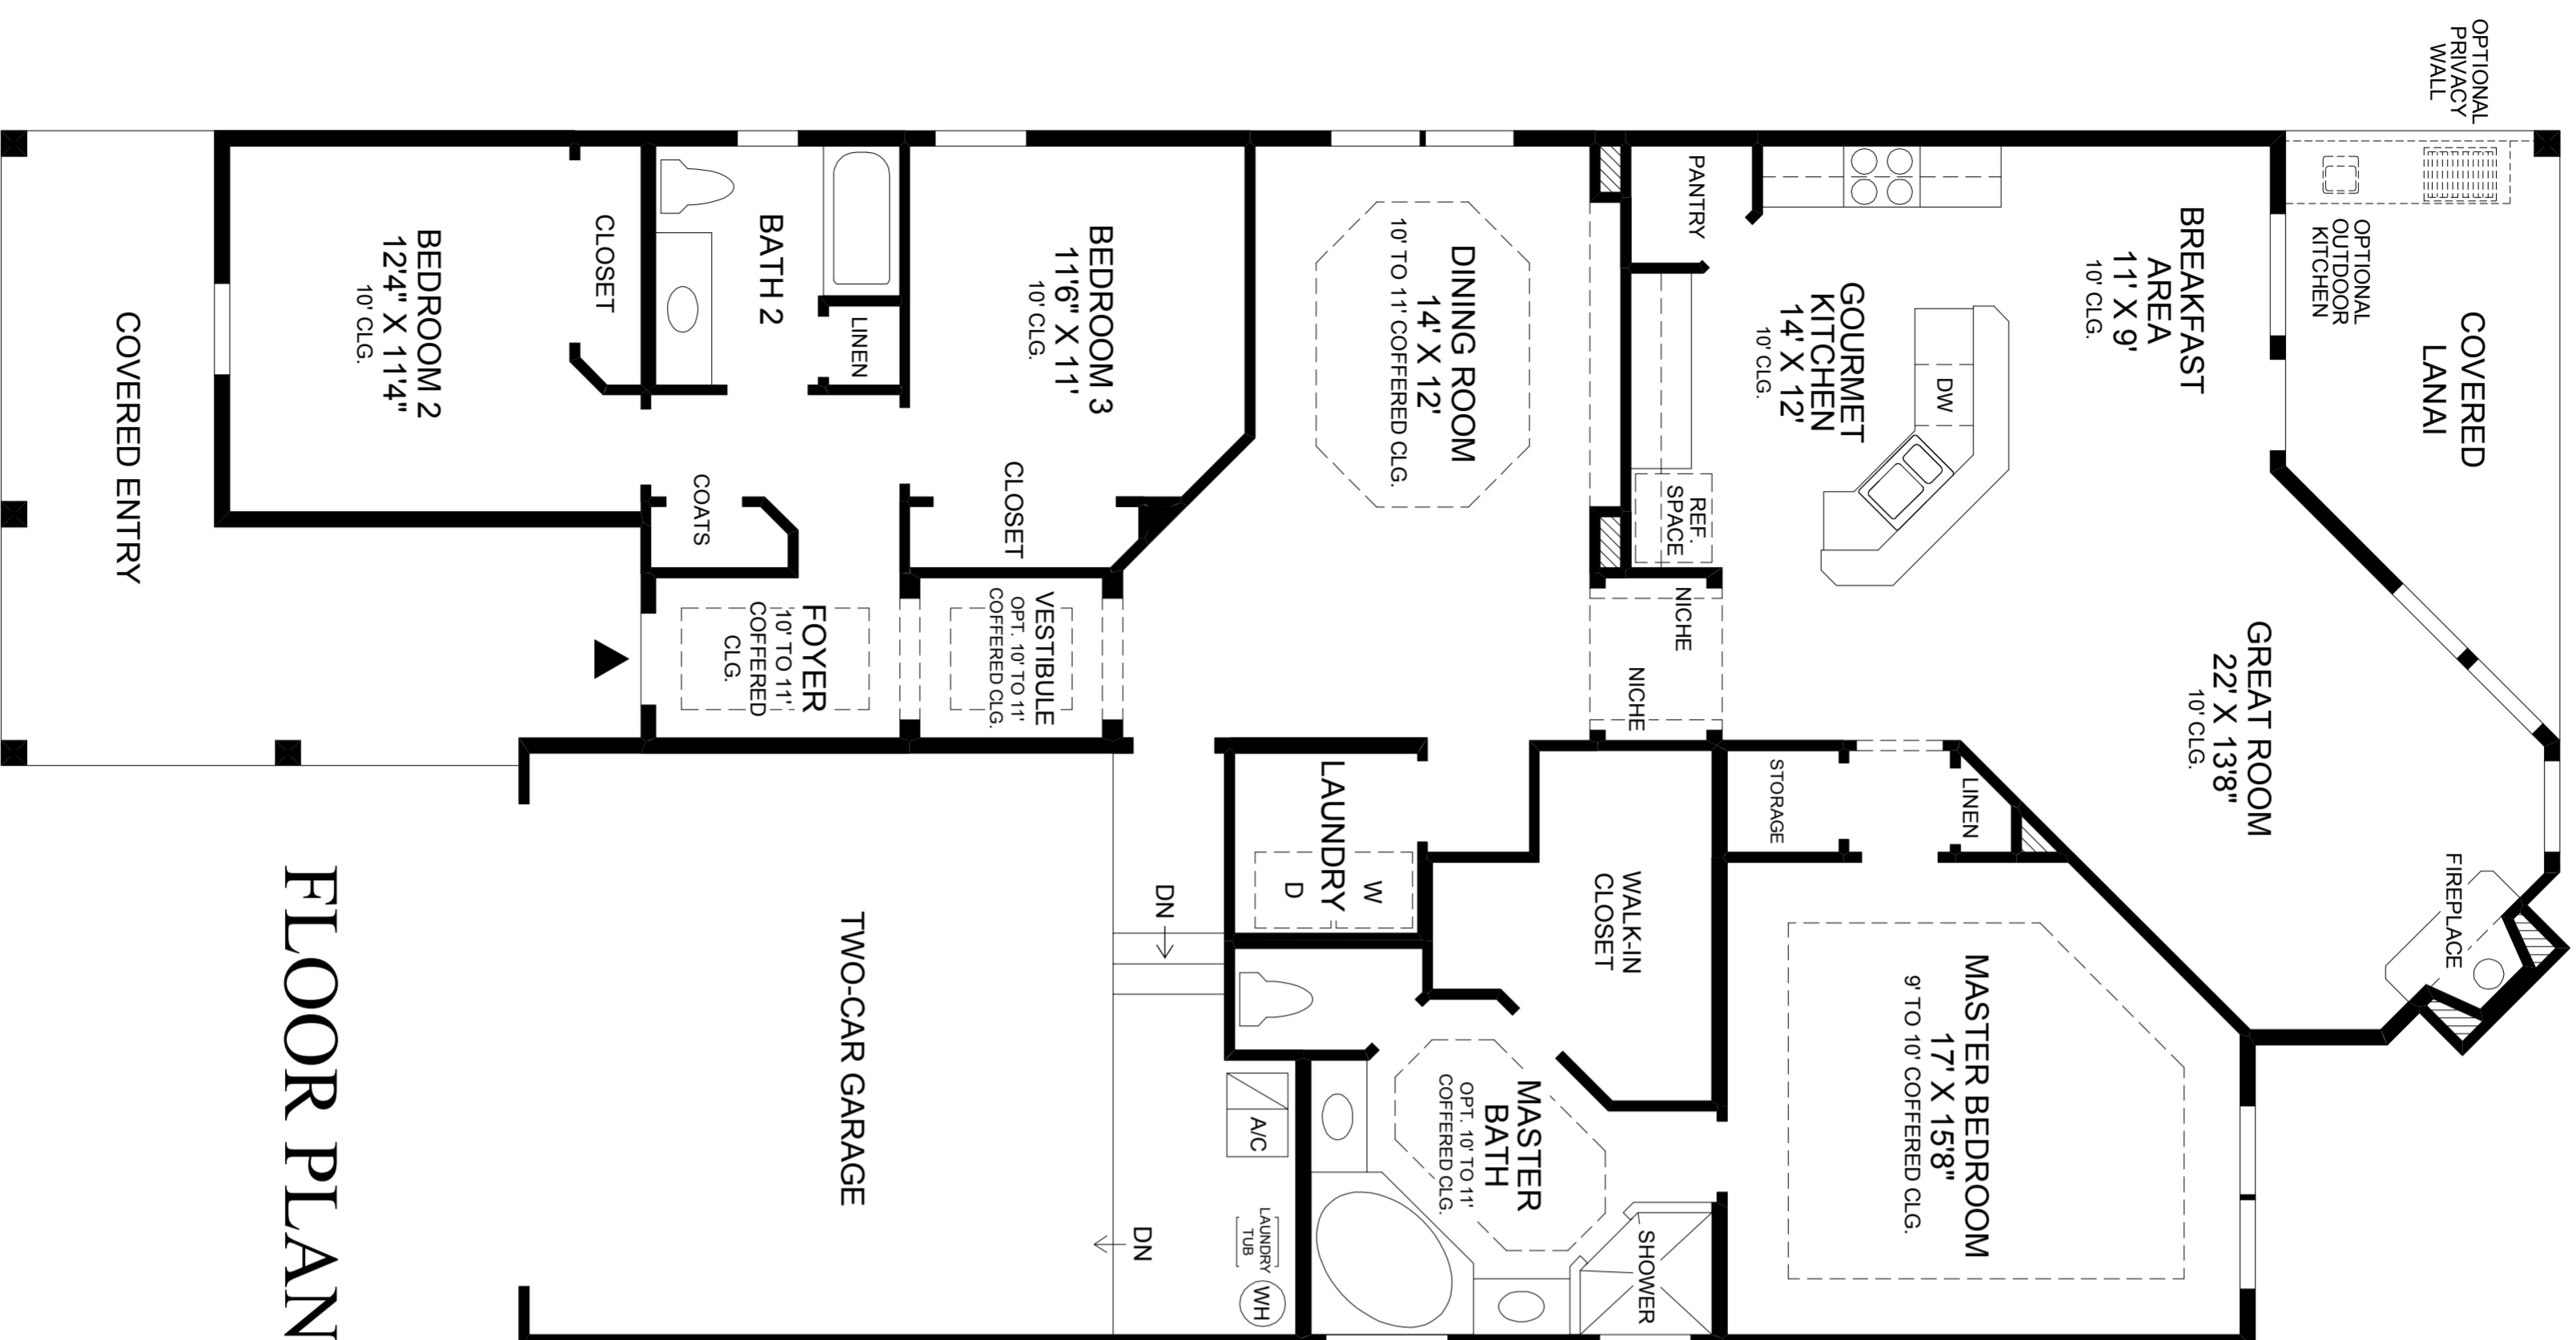 OPTIONAL
PRIVACY
WALL
COVERED
LANAI
OPTIONAL
OUTDOOR
KITCHEN
BREAKFAST
AREA
11' X 9'
10' CLG.
GREAT ROOM
22' X 13'8"
10' CLG.
FIREPLACE
GOURMET
KITCHEN
14' X 12'
10' CLG.
DW
PANTRY
REF.
SPACE
NICHE
NICHE
STORAGE
LINEN
MASTER BEDROOM
17' X 15'8"
9' TO 10' COFFERED CLG.
DINING ROOM
14' X 12'
10' TO 11' COFFERED CLG.
WALK-IN
CLOSET
LAUNDRY
W
D
MASTER
BATH
OPT. 10' TO 11'
COFFERED CLG.
SHOWER
BEDROOM 3
11'6" X 11'
10' CLG.
CLOSET
VESTIBULE
OPT. 10' TO 11'
COFFERED CLG.
DN
A/C
LAUNDRY
TUB
WH
DN
BATH 2
LINEN
COATS
FOYER
10' TO 11'
COFFERED
CLG.
TWO-CAR GARAGE
CLOSET
BEDROOM 2
12'4" X 11'4"
10' CLG.
COVERED ENTRY
FLOOR PLAN